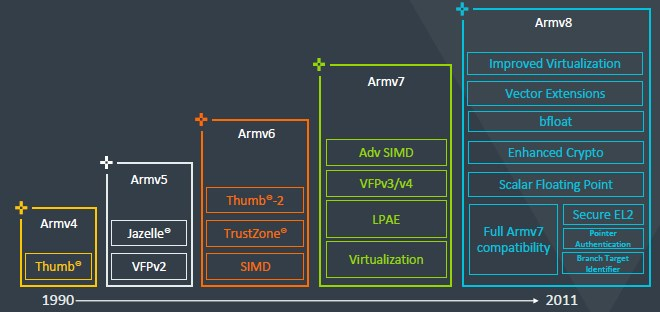 Armv4
Thumb®
Armv5
Jazelle®
VFPv2
Armv6
Thumb®-2
TrustZone®
SIMD
Armv7
Adv SIMD
VFPv3/v4
LPAE
Virtualization
Armv8
Improved Virtualization
Vector Extensions
bfloat
Enhanced Crypto
Scalar Floating Point
Full Armv7
compatibility
Secure EL2
Pointer
Authentication
Branch Target
Identifier
1990
2011